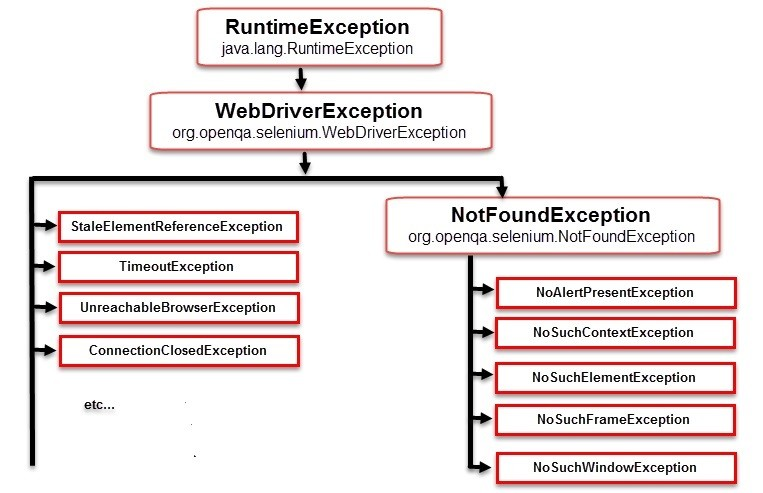 RuntimeException
java.lang.RuntimeException
WebDriverException
org.openqa.selenium.WebDriverException
StaleElementReferenceException
TimeoutException
UnreachableBrowserException
ConnectionClosedException
etc...
NotFoundException
org.openqa.selenium.NotFoundException
NoAlertPresentException
NoSuchContextException
NoSuchElementException
NoSuchFrameException
NoSuchWindowException